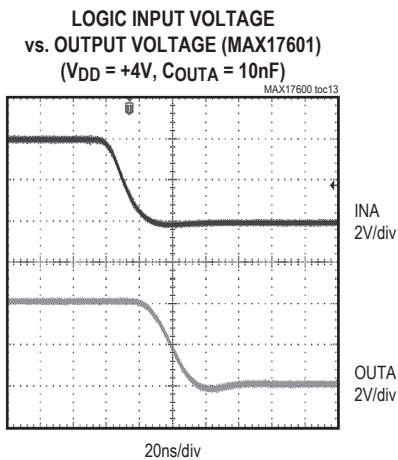 LOGIC INPUT VOLTAGE
vs. OUTPUT VOLTAGE (MAX17601)
(VDD = +4V, COUTA = 10nF)
MAX17600 toc13
INA
2V/div
OUTA
2V/div
20ns/div